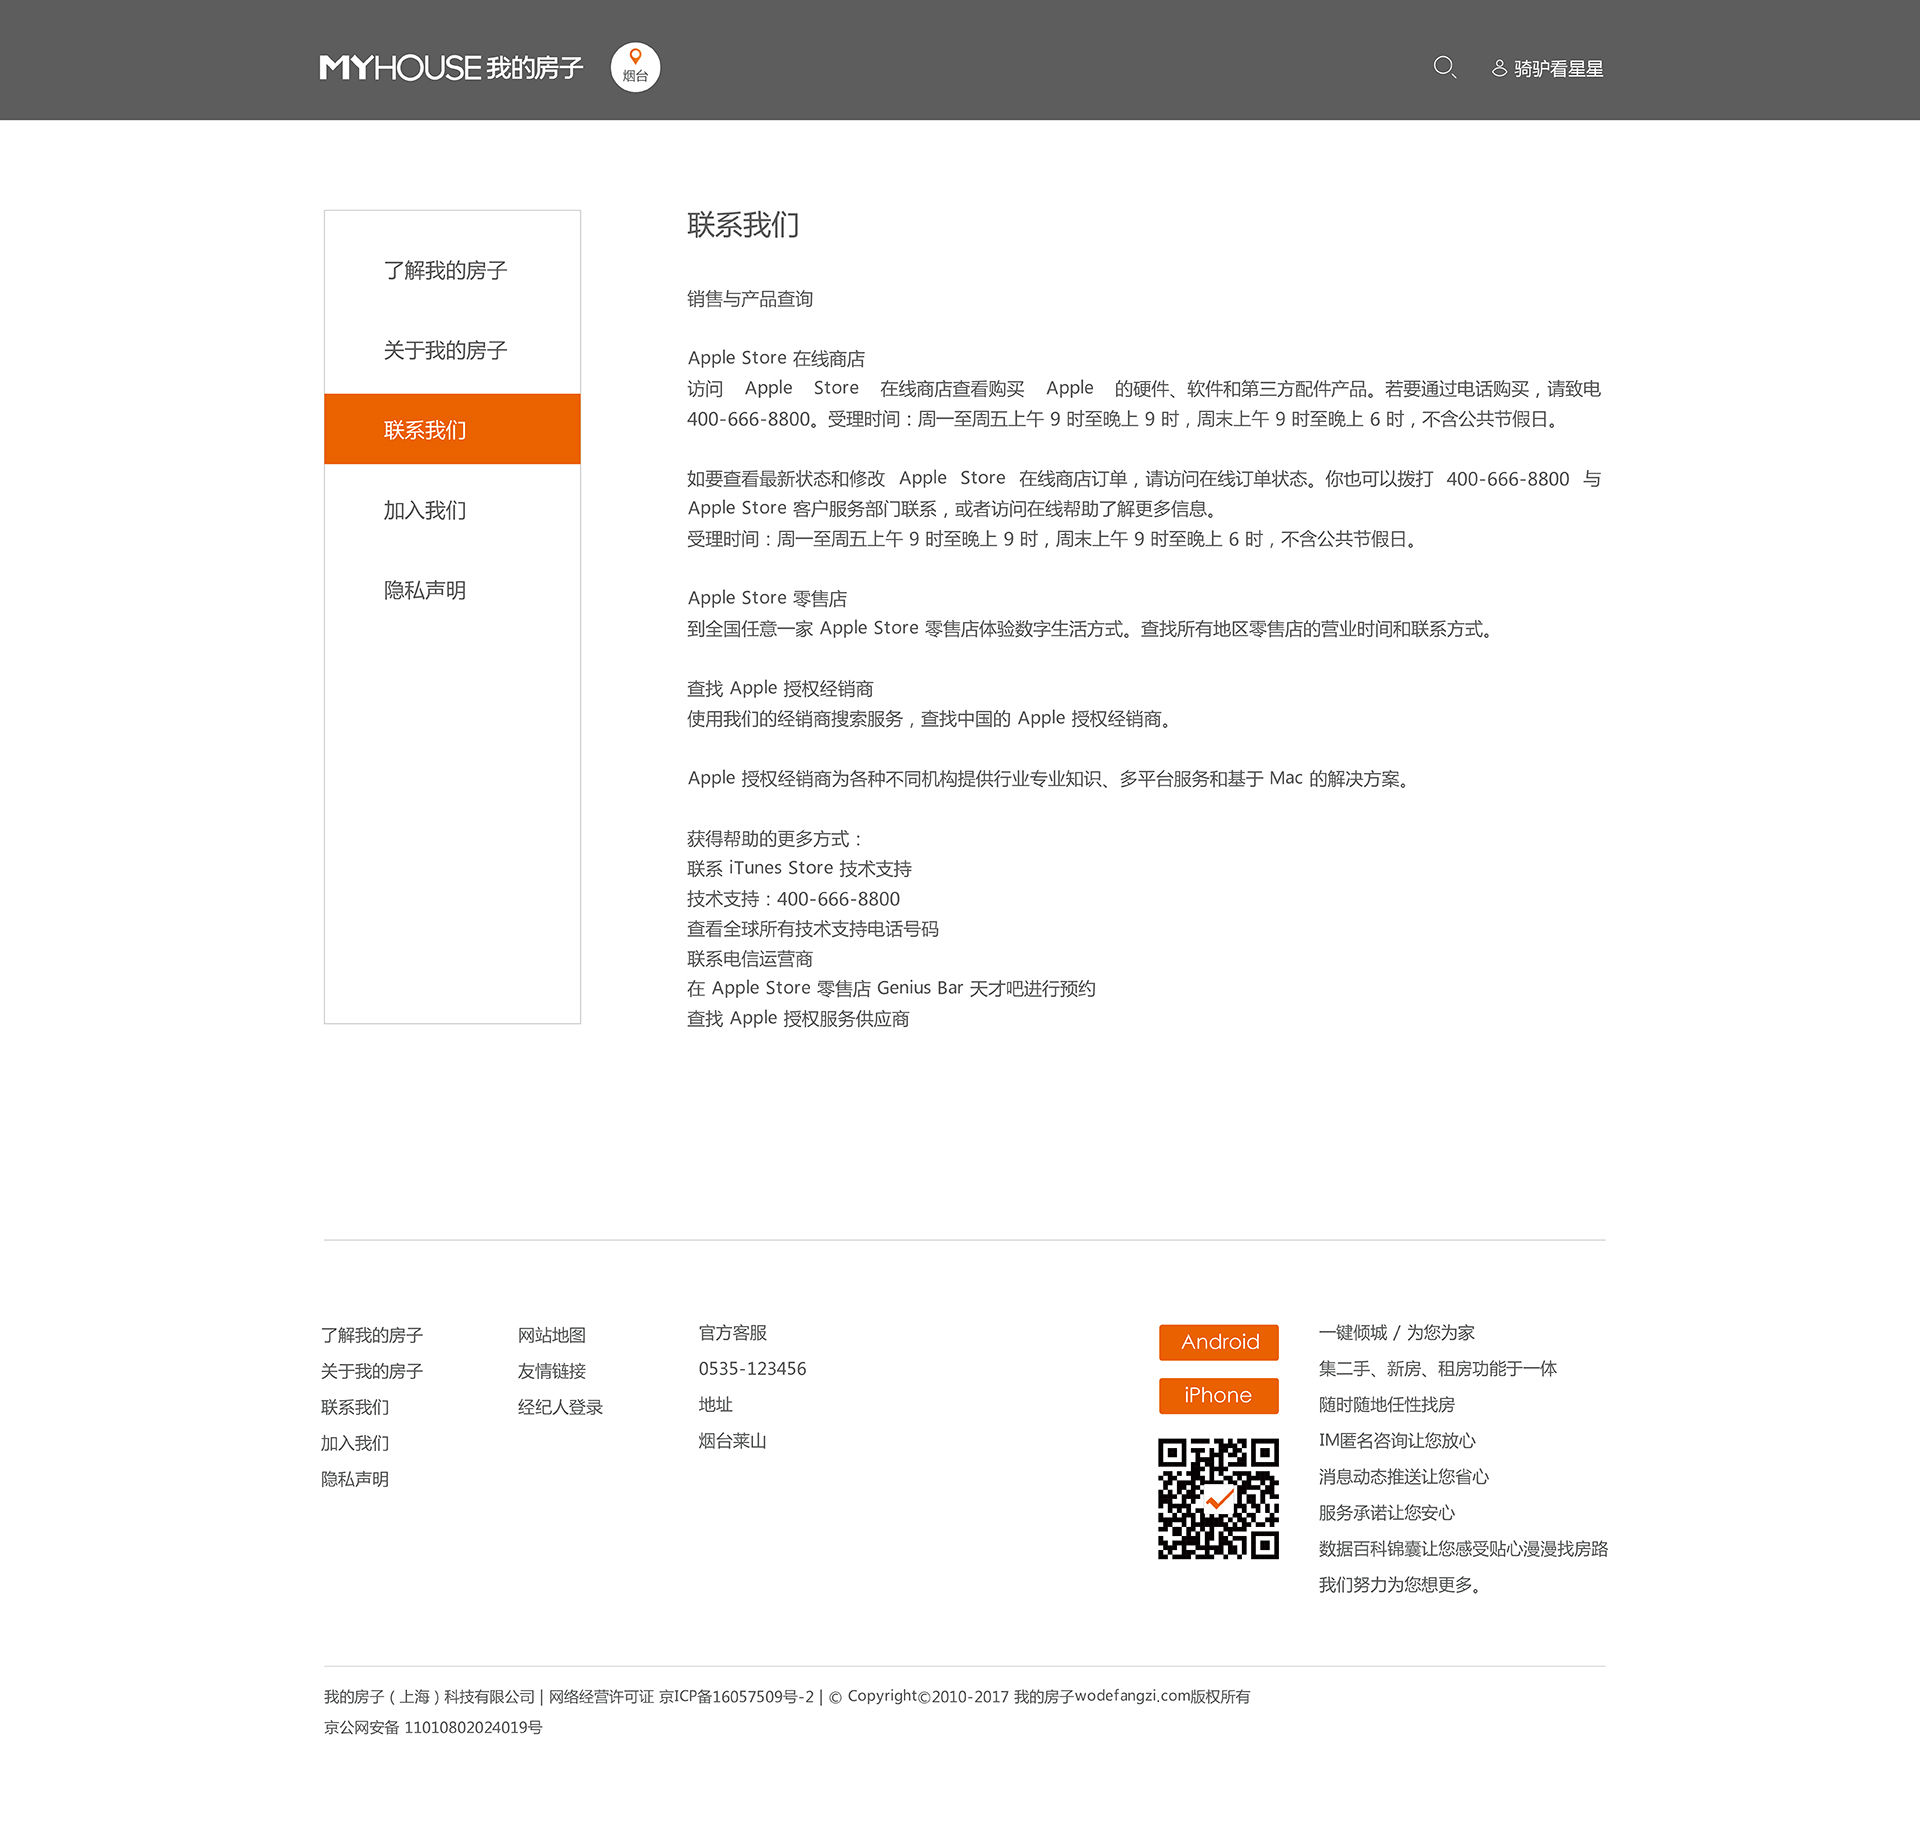 MYHOUSE 我的房子
烟台
骑驴看星星
了解我的房子
关于我的房子
联系我们
加入我们
隐私声明
联系我们
销售与产品查询
Apple Store 在线商店
访问 Apple Store 在线商店查看购买 Apple 的硬件、软件和第三方配件产品。若要通过电话购买，请致电
400-666-8800。受理时间：周一至周五上午 9 时至晚上 9 时，周末上午 9 时至晚上 6 时，不含公共节假日。
如要查看最新状态和修改 Apple Store 在线商店订单，请访问在线订单状态。你也可以拨打 400-666-8800 与
Apple Store 客户服务部门联系，或者访问在线帮助了解更多信息。
受理时间：周一至周五上午 9 时至晚上 9 时，周末上午 9 时至晚上 6 时，不含公共节假日。
Apple Store 零售店
到全国任意一家 Apple Store 零售店体验数字生活方式。查找所有地区零售店的营业时间和联系方式。
查找 Apple 授权经销商
使用我们的经销商搜索服务，查找中国的 Apple 授权经销商。
Apple 授权经销商为各种不同机构提供行业专业知识、多平台服务和基于 Mac 的解决方案。
获得帮助的更多方式：
联系 iTunes Store 技术支持
技术支持：400-666-8800
查看全球所有技术支持电话号码
联系电信运营商
在 Apple Store 零售店 Genius Bar 天才吧进行预约
查找 Apple 授权服务供应商
了解我的房子
关于我的房子
联系我们
加入我们
隐私声明
网站地图
友情链接
经纪人登录
官方客服
0535-123456
地址
烟台莱山
Android
iPhone
一键倾城 / 为您为家
集二手、新房、租房功能于一体
随时随地任性找房
IM匿名咨询让您放心
消息动态推送让您省心
服务承诺让您安心
数据百科锦囊让您感受贴心漫漫找房路
我们努力为您想更多。
我的房子（上海）科技有限公司 | 网络经营许可证 京ICP备16057509号-2 | © Copyright©2010-2017 我的房子wodefangzi.com版权所有
京公网安备 11010802024019号